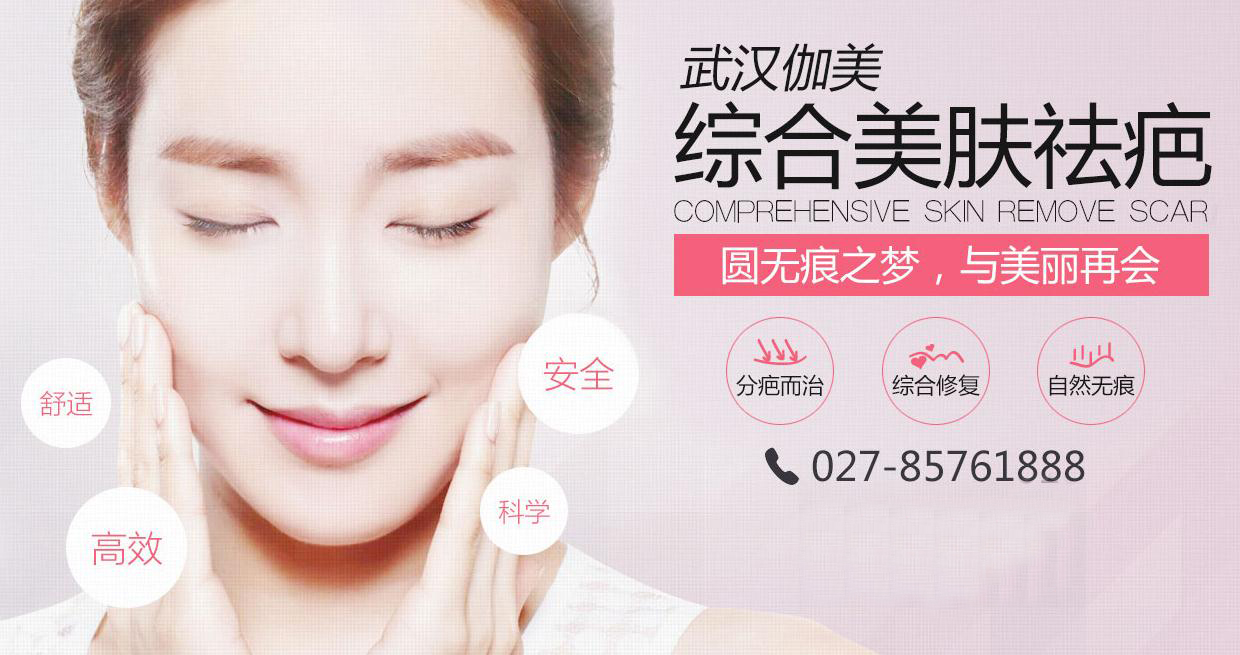 武汉伽美
综合美肤祛疤
COMPREHENSIVE SKIN REMOVE SCAR
圆无痕之梦，与美丽再会
分疤而治
综合修复
自然无痕
027-85761888
舒适
安全
高效
科学